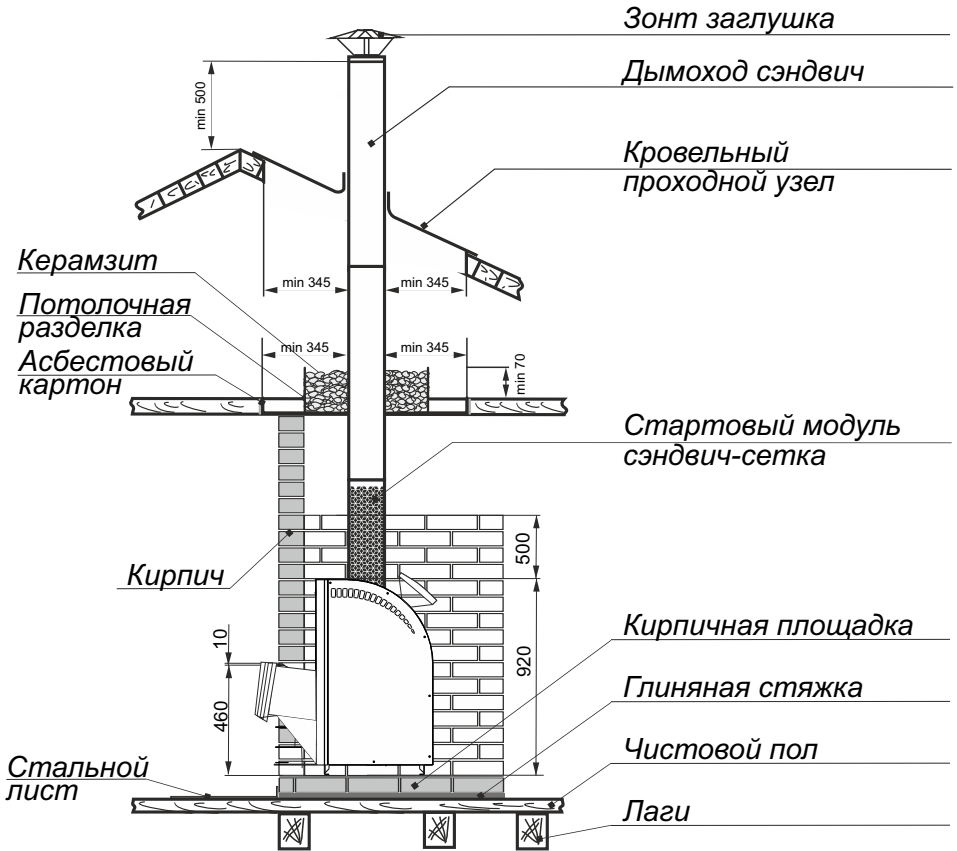 Зонт заглушка
Дымоход сэндвич
min 500
Кровельный
проходной узел
Керамзит
min 345
min 345
Потолочная
разделка
min 345
min 345
min 70
Асбестовый
картон
Стартовый модуль
сэндвич-сетка
500
Кирпич
10
920
Кирпичная площадка
460
Глиняная стяжка
Чистовой пол
Стальной
лист
Лаги